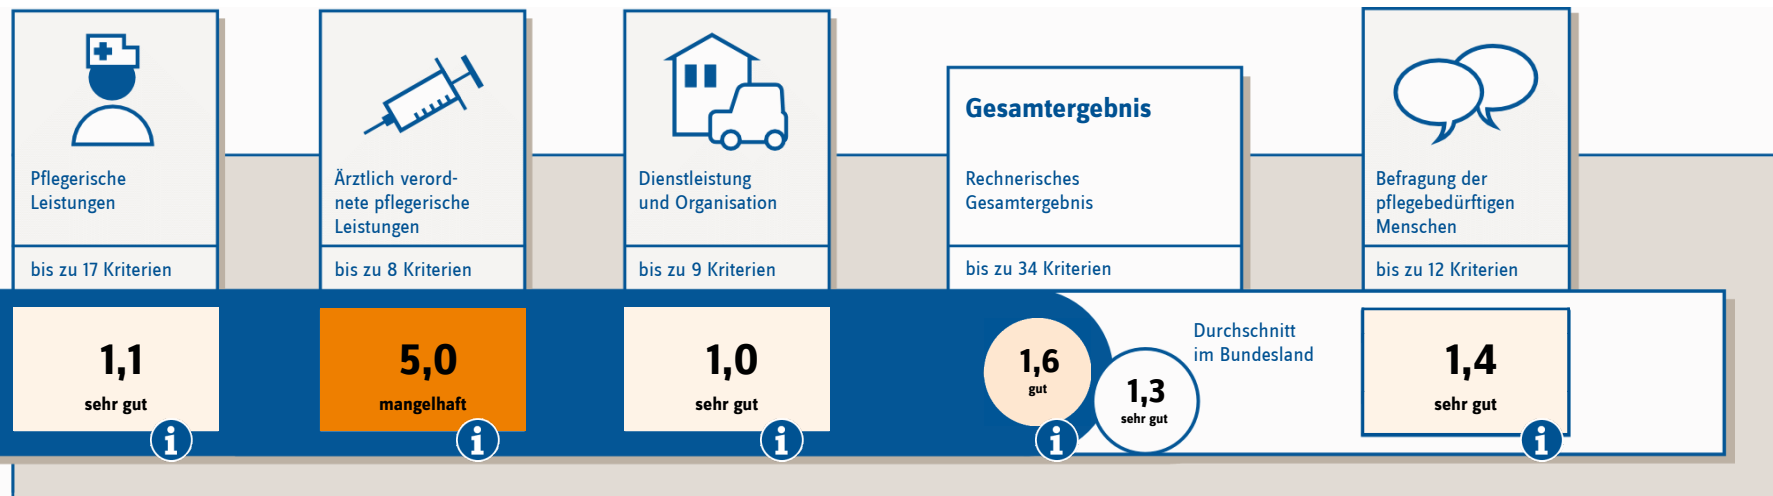 Pflegerische
Leistungen
bis zu 17 Kriterien
1,1
sehr gut
i
Ärztlich verord-
nete pflegerische
Leistungen
bis zu 8 Kriterien
5,0
mangelhaft
i
Dienstleistung
und Organisation
bis zu 9 Kriterien
1,0
sehr gut
i
Gesamtergebnis
Rechnerisches
Gesamtergebnis
bis zu 34 Kriterien
1,6
gut
i
Durchschnitt
im Bundesland
1,3
sehr gut
Befragung der
pflegebedürftigen
Menschen
bis zu 12 Kriterien
1,4
sehr gut
i